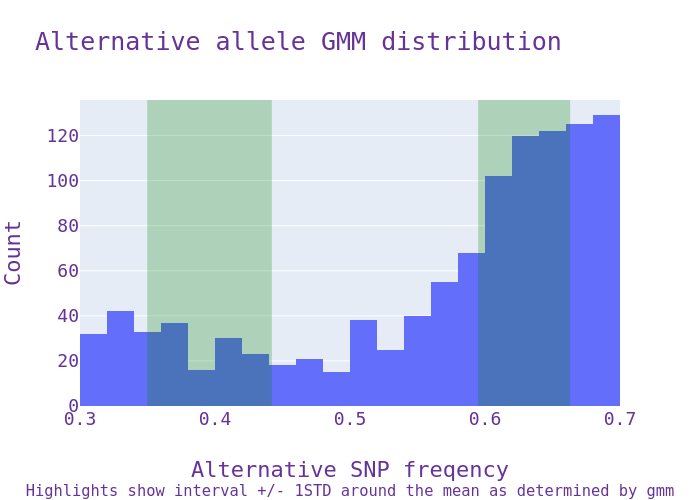 Alternative allele GMM distribution
Count
120
100
80
60
40
20
0
0.3 0.4 0.5 0.6 0.7
Alternative SNP freqency
Highlights show interval +/- 1STD around the mean as determined by gmm